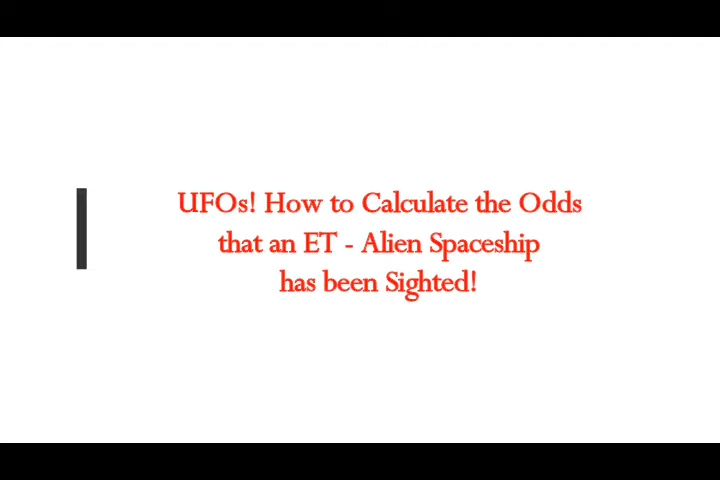 UFOs! How to Calculate the Odds
that an ET - Alien Spaceship
has been Sighted!